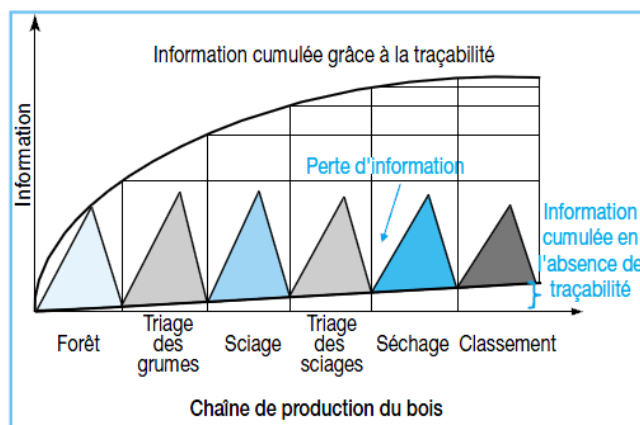 Information cumulée grâce à la traçabilité
Information
Perte d'information
Information
cumulée en
l'absence de
traçabilité
Forêt
Triage
des
grumes
Sciage
Triage
des
sciages
Séchage
Classement
Chaîne de production du bois